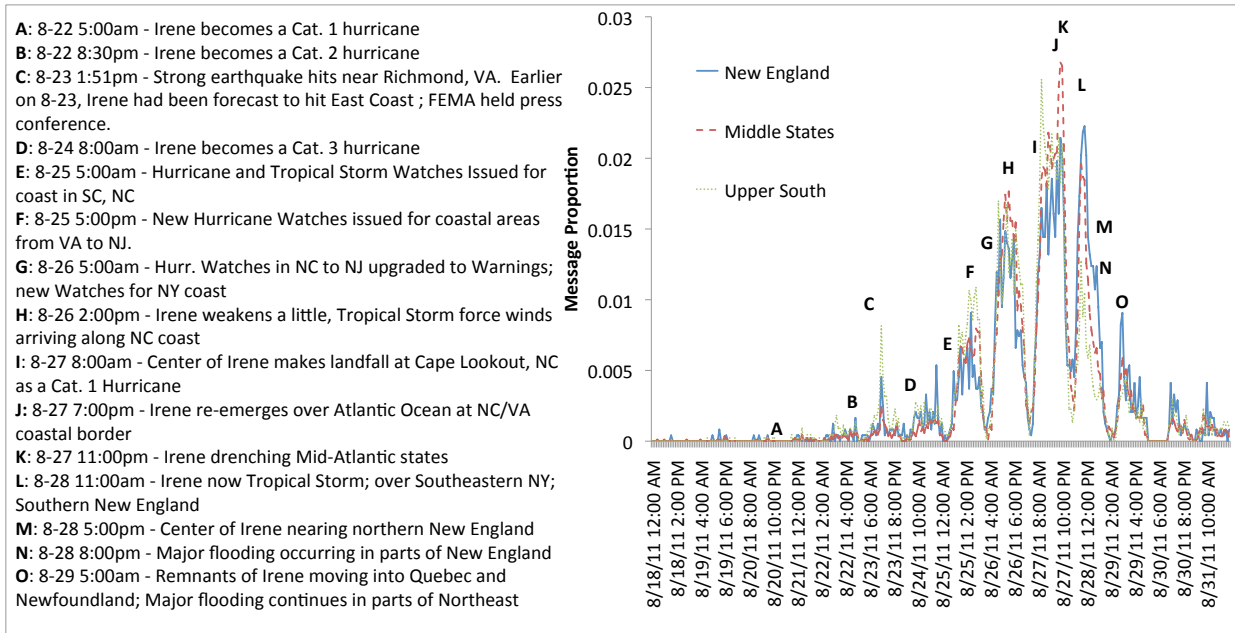 A: 8-22 5:00am - Irene becomes a Cat. 1 hurricane
B: 8-22 8:30pm - Irene becomes a Cat. 2 hurricane
C: 8-23 1:51pm - Strong earthquake hits near Richmond, VA. Earlier
on 8-23, Irene had been forecast to hit East Coast ; FEMA held press
conference.
D: 8-24 8:00am - Irene becomes a Cat. 3 hurricane
E: 8-25 5:00am - Hurricane and Tropical Storm Watches Issued for
coast in SC, NC
F: 8-25 5:00pm - New Hurricane Watches issued for coastal areas
from VA to NJ.
G: 8-26 5:00am - Hurr. Watches in NC to NJ upgraded to Warnings;
new Watches for NY coast
H: 8-26 2:00pm - Irene weakens a little, Tropical Storm force winds
arriving along NC coast
I: 8-27 8:00am - Center of Irene makes landfall at Cape Lookout, NC
as a Cat. 1 Hurricane
J: 8-27 7:00pm - Irene re-emerges over Atlantic Ocean at NC/VA
coastal border
K: 8-27 11:00pm - Irene drenching Mid-Atlantic states
L: 8-28 11:00am - Irene now Tropical Storm; over Southeastern NY;
Southern New England
M: 8-28 5:00pm - Center of Irene nearing northern New England
N: 8-28 8:00pm - Major flooding occurring in parts of New England
O: 8-29 5:00am - Remnants of Irene moving into Quebec and
Newfoundland; Major flooding continues in parts of Northeast
Message Proportion
0.03
0.025
0.02
0.015
0.01
0.005
0
New England
Middle States
Upper South
A
B
C
D
E
F
G
H
I
J
K
L
M
N
O
8/18/11 12:00 AM
8/18/11 2:00 PM
8/19/11 4:00 AM
8/19/11 6:00 PM
8/20/11 8:00 AM
8/20/11 10:00 PM
8/21/11 12:00 PM
8/22/11 2:00 AM
8/22/11 4:00 PM
8/23/11 6:00 AM
8/23/11 8:00 PM
8/24/11 10:00 AM
8/25/11 12:00 AM
8/25/11 2:00 PM
8/26/11 4:00 AM
8/26/11 6:00 PM
8/27/11 8:00 AM
8/27/11 10:00 PM
8/28/11 12:00 PM
8/29/11 2:00 AM
8/29/11 4:00 PM
8/30/11 6:00 AM
8/30/11 8:00 PM
8/31/11 10:00 AM